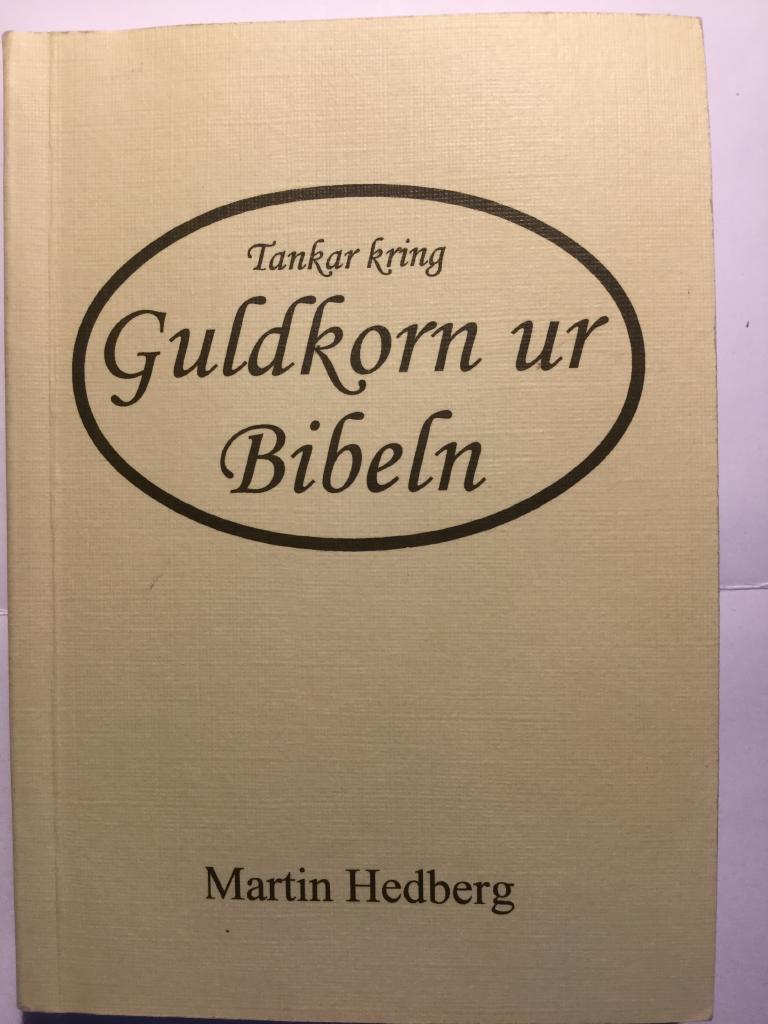 Tankar kring
Guldkorn ur
Bibeln
Martin Hedberg